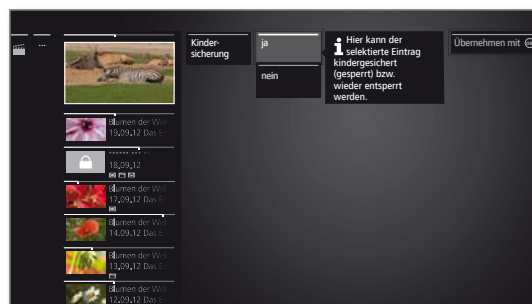 ...
Kinder-
sicherung
ja
nein
Hier kann der
selektierte Eintrag
kindergesichert
(gesperrt) bzw.
wieder entsperrt
werden.
Übernehmen mit
Blumen der Wel
19.09.12 Das E
18.09.12
Blumen der Wel
17.09.12 Das E
Blumen der Wel
14.09.12 Das E
Blumen der Wel
13.09.12 Das E
Blumen der Wel
12.09.12 Das E